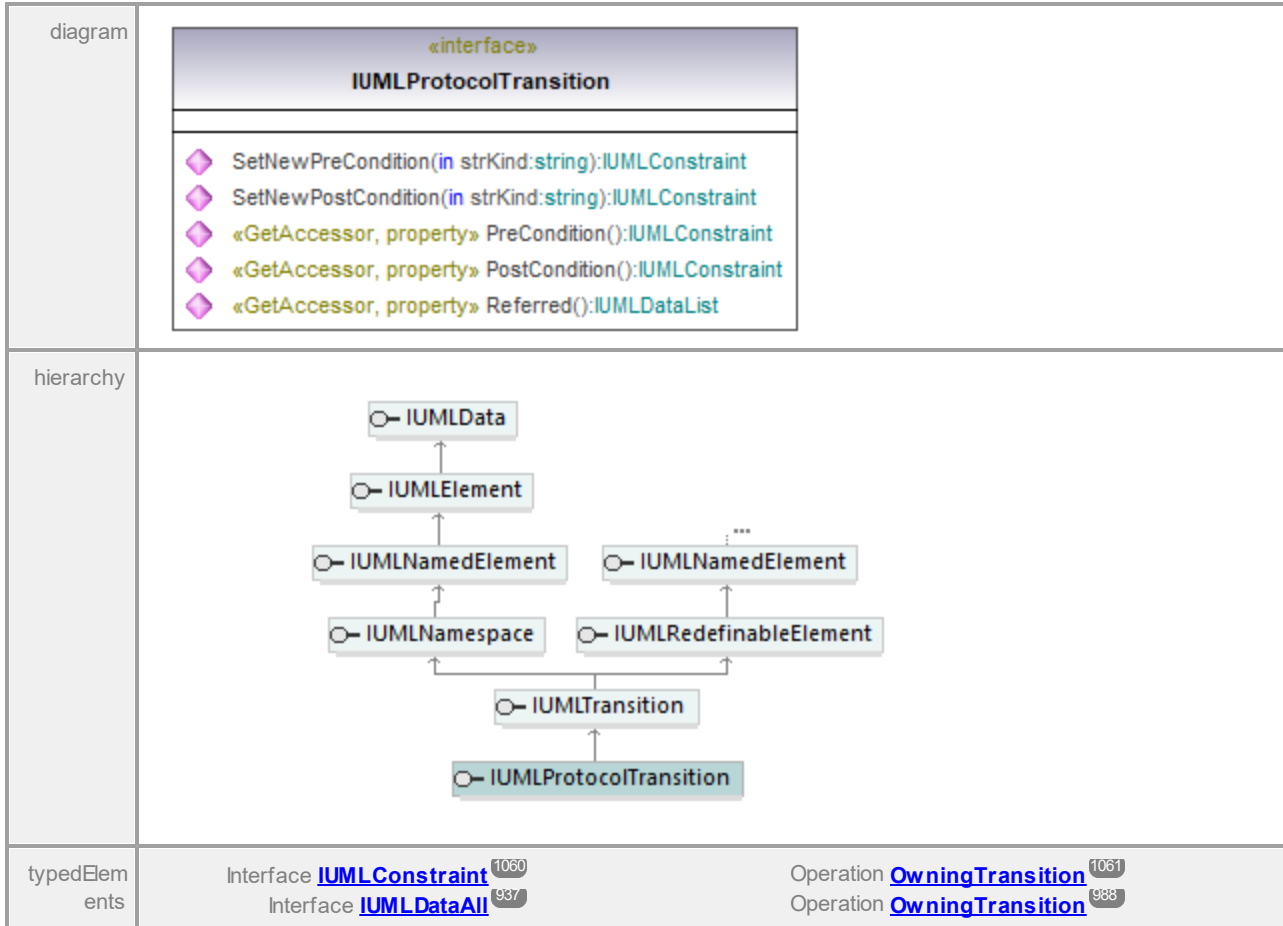 diagram
«interface»
IUMLProtocolTransition
SetNewPreCondition(in strKind:string):IUMLConstraint
SetNewPostCondition(in strKind:string):IUMLConstraint
«GetAccessor, property» PreCondition():IUMLConstraint
«GetAccessor, property» PostCondition():IUMLConstraint
«GetAccessor, property» Referred():IUMLDataList
hierarchy
IUMLData
IUMLElement
...
IUMLNamedElement IUMLNamedElement
IUMLNamespace IUMLRedefinableElement
IUMLTransition
IUMLProtocolTransition
typedElem
ents
Interface IUMLConstraint 1060 Operation OwningTransition 1061
Interface IUMLDataAll 937 Operation OwningTransition 988